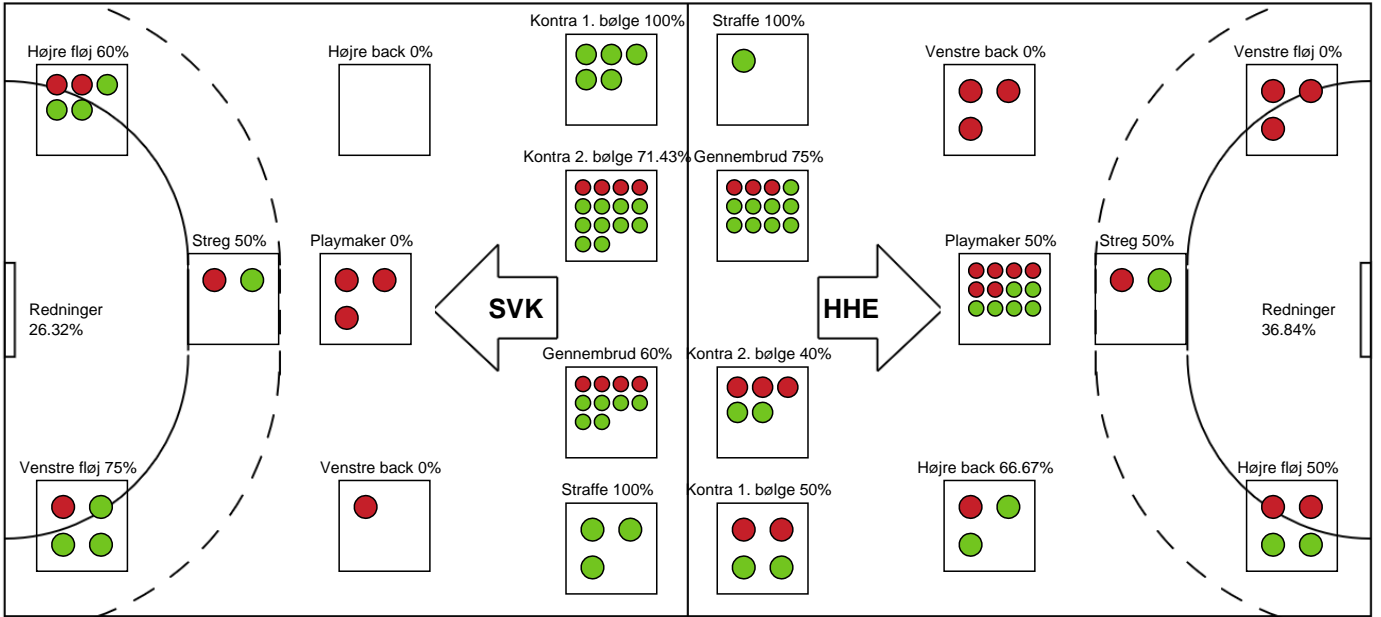 Kontra 1. bølge 100%
Straffe 100%
Højre fløj 60%
Højre back 0%
Venstre back 0%
Venstre fløj 0%
Kontra 2. bølge 71.43%
Gennembrud 75%
Streg 50%
Playmaker 0%
Playmaker 50%
Streg 50%
Redninger
26.32%
SVK
HHE
Redninger
36.84%
Gennembrud 60%
Kontra 2. bølge 40%
Venstre fløj 75%
Venstre back 0%
Højre back 66.67%
Højre fløj 50%
Straffe 100%
Kontra 1. bølge 50%